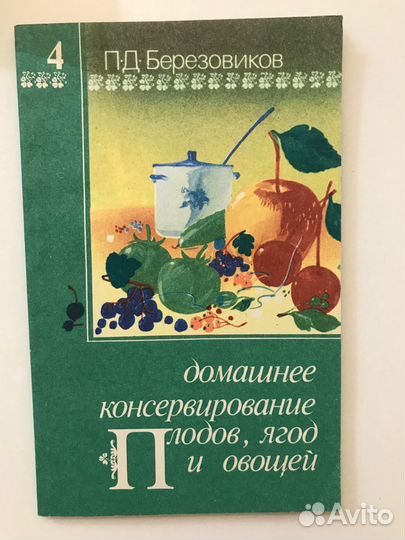 4
П·Д·Березовиков
домашнее
консервирование
Плодов, ягод
и овощей
Avito